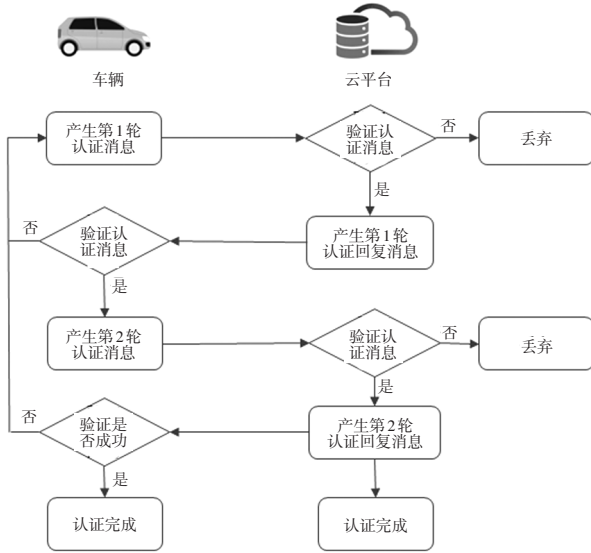 车辆
云平台
产生第1轮
认证消息
验证认
证消息
否
丢弃
是
否
验证认
证消息
产生第1轮
认证回复消息
是
产生第2轮
认证消息
验证认
证消息
否
丢弃
是
否
验证是
否成功
产生第2轮
认证回复消息
是
认证完成
认证完成